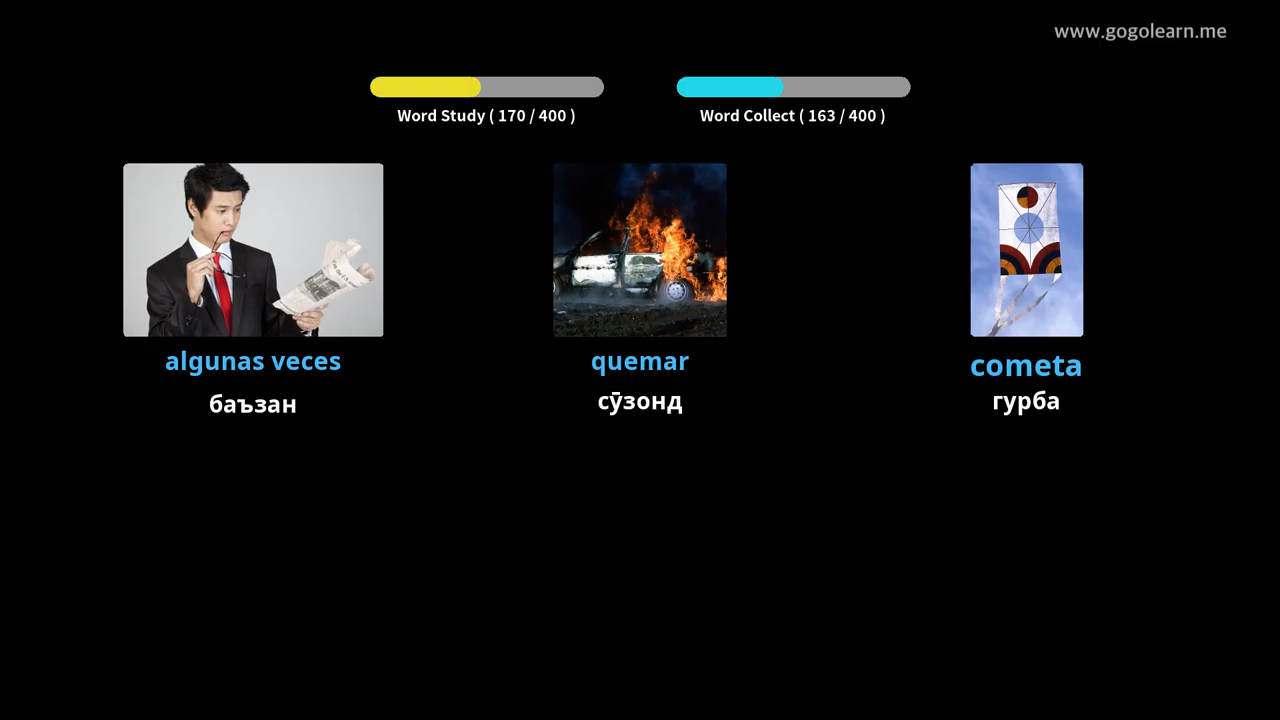 www.gogolearn.me
Word Study ( 170 / 400 )
Word Collect ( 163 / 400 )
algunas veces
quemar
cometa
баъзан
сӯзонд
гурба